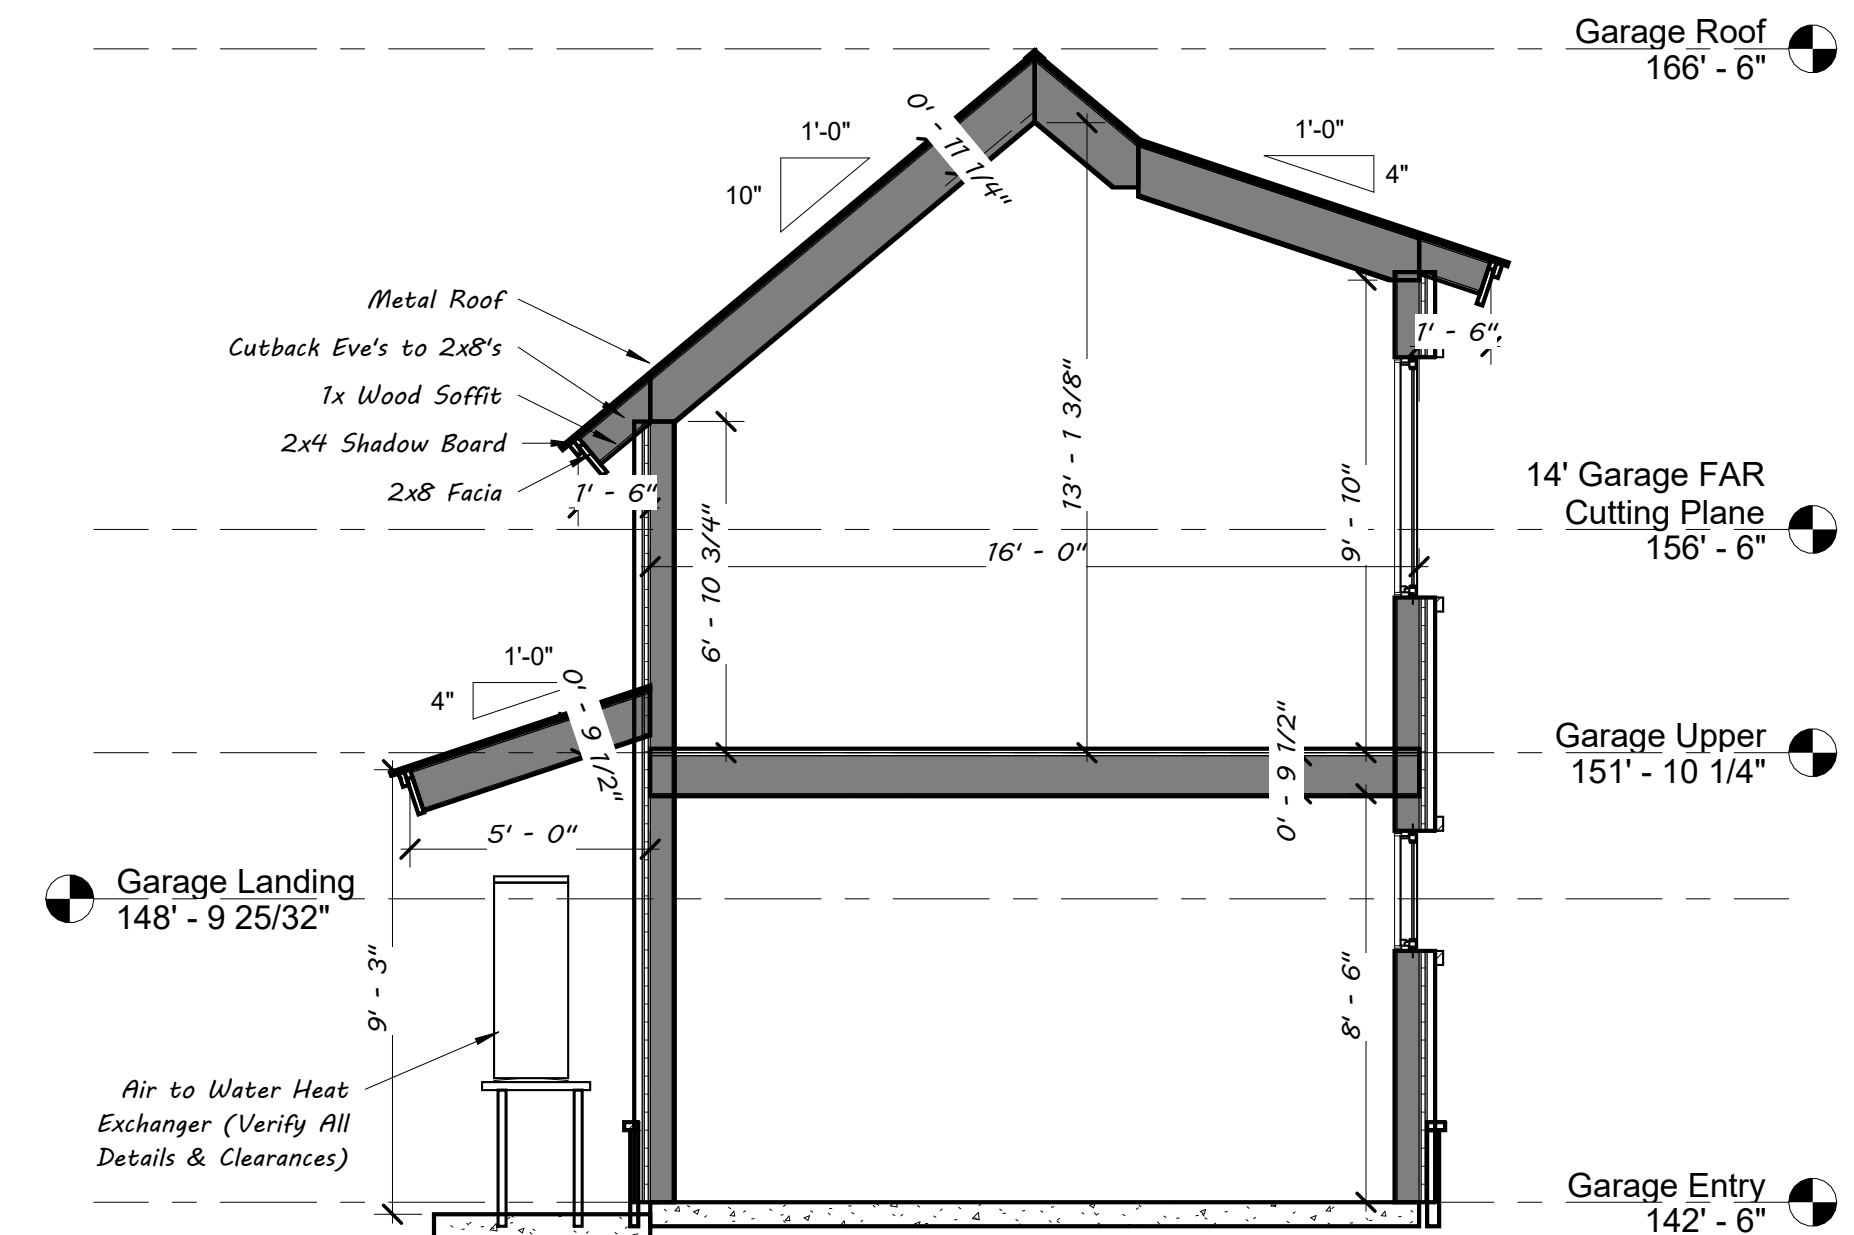 Garage Roof
166' - 6"
1'-0"
10"
0' - 11 1/4"
1'-0"
4"
Metal Roof
Cutback Eve's to 2x8's
1x Wood Soffit
2x4 Shadow Board
2x8 Facia
1' - 6"
1' - 6"
13' - 1 3/8"
6' - 10 3/4"
16' - 0"
9' - 10"
14' Garage FAR
Cutting Plane
156' - 6"
1'-0"
4"
0' - 9 1/2"
0' - 9 1/2"
Garage Upper
151' - 10 1/4"
5' - 0"
Garage Landing
148' - 9 25/32"
9' - 3"
8' - 6"
Air to Water Heat
Exchanger (Verify All
Details & Clearances)
Garage Entry
142' - 6"